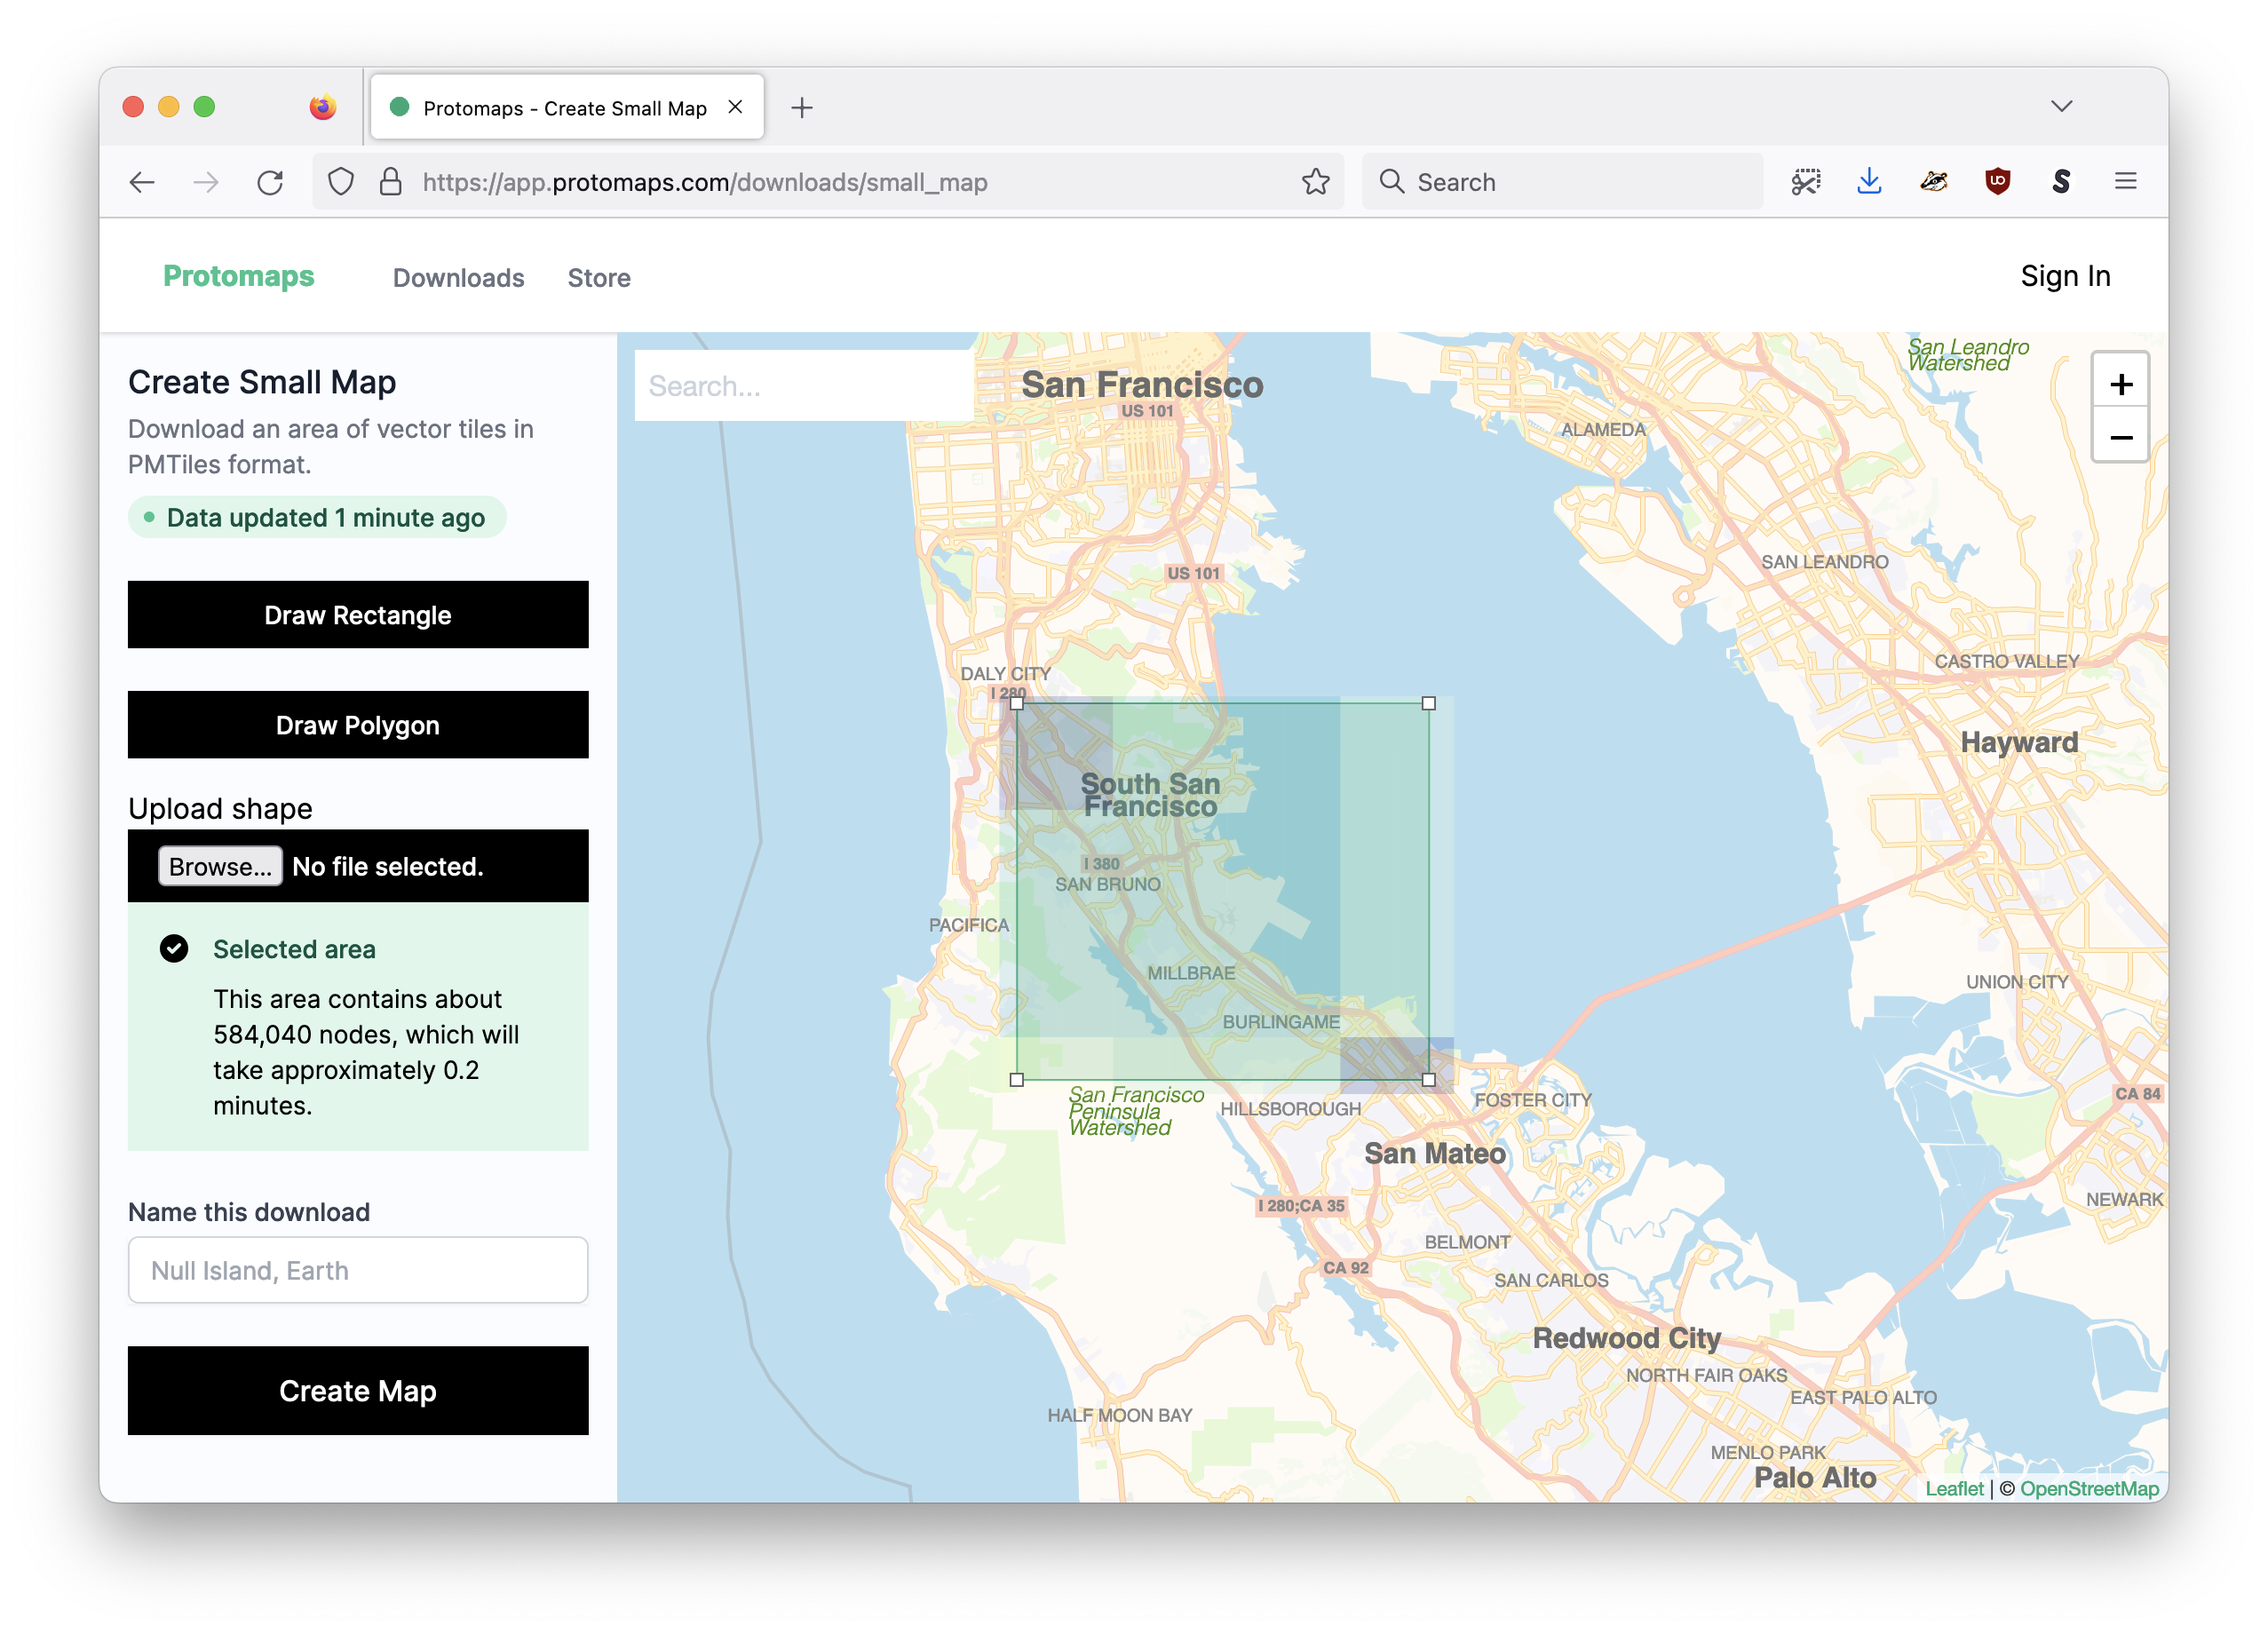 Protomaps - Create Small Map
https://app.protomaps.com/downloads/small_map
Search
Protomaps
Downloads
Store
Sign In
Create Small Map
Download an area of vector tiles in
PMTiles format.
Data updated 1 minute ago
Draw Rectangle
Draw Polygon
Upload shape
Browse... No file selected.
Selected area
This area contains about
584,040 nodes, which will
take approximately 0.2
minutes.
Name this download
Null Island, Earth
Create Map
Search...
+
−
San Francisco
US 101
San Leandro
Watershed
ALAMEDA
SAN LEANDRO
US 101
CASTRO VALLEY
DALY CITY
I 280
Hayward
South San
Francisco
I 380
SAN BRUNO
PACIFICA
MILLBRAE
UNION CITY
BURLINGAME
San Francisco
Peninsula
Watershed
HILLSBOROUGH
FOSTER CITY
CA 84
San Mateo
NEWARK
I 280;CA 35
BELMONT
CA 92
SAN CARLOS
Redwood City
NORTH FAIR OAKS
EAST PALO ALTO
HALF MOON BAY
MENLO PARK
Palo Alto
Leaflet | © OpenStreetMap